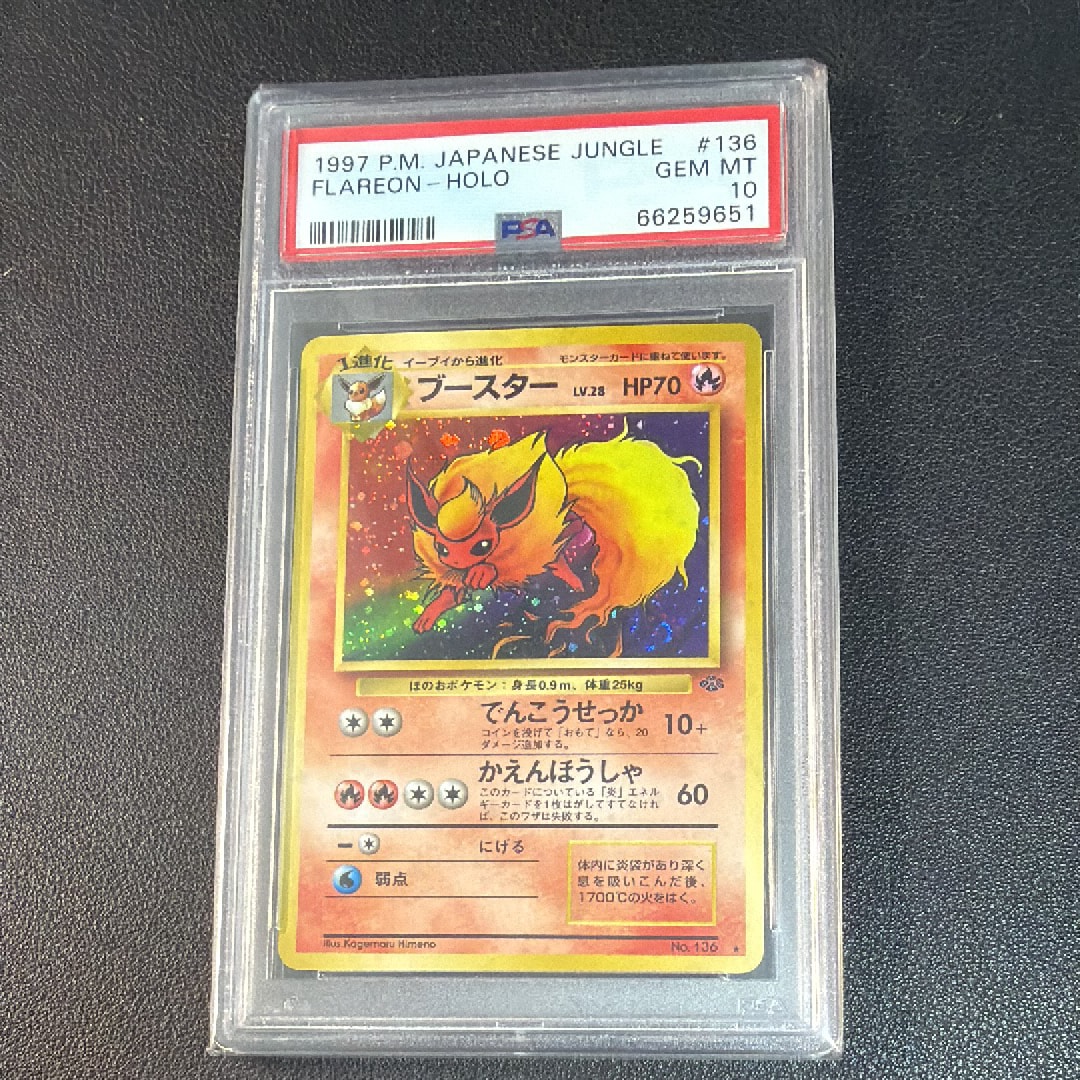 1997 P.M. JAPANESE JUNGLE #136
FLAREON - HOLO GEM MT
10
PSA 66259651
1進化 イーブイから進化 モンスターカードに重ねて使います。
ブースター LV.28 HP70
ほのおポケモン:身長0.9m、体重25kg
でんこうせっか 10+
コインを投げて「おもて」なら、20
ダメージ追加する。
かえんほうしゃ 60
このカードについている「炎」エネル
ギーカードを1枚はがしてすてなけれ
ば、このワザは失敗する。
にげる
弱点
体内に炎袋があり深く
息を吸いこんだ後、
1700℃の火をはく。
Illus.Kagemaru Himeno No. 136 ★